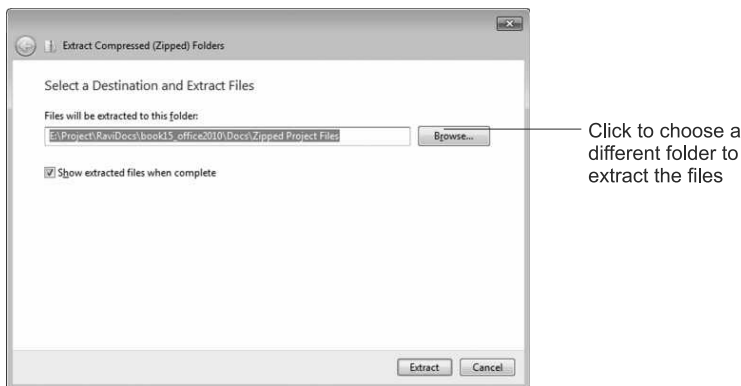 Extract Compressed (Zipped) Folders
Select a Destination and Extract Files
Files will be extracted to this folder:
E:\Project\RaviDocs\book15_office2010\Docs\Zipped Project Files
Browse...
Show extracted files when complete
Extract
Cancel
Click to choose a
different folder to
extract the files